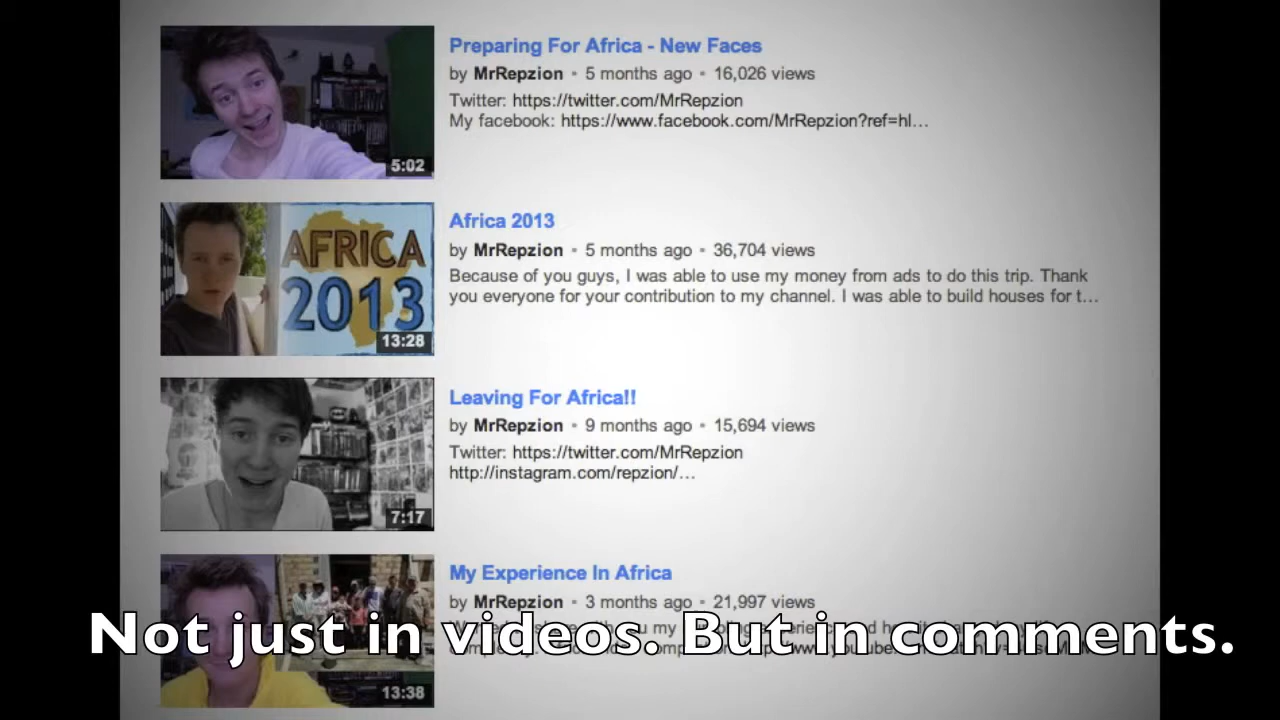 Preparing For Africa - New Faces
by MrRepzion • 5 months ago • 16,026 views
Twitter: https://twitter.com/MrRepzion
My facebook: https://www.facebook.com/MrRepzion?ref=hl...
5:02
Africa 2013
by MrRepzion • 5 months ago • 36,704 views
Because of you guys, I was able to use my money from ads to do this trip. Thank
you everyone for your contribution to my channel. I was able to build houses for t...
AFRICA
2013
13:28
Leaving For Africa!!
by MrRepzion • 9 months ago • 15,694 views
Twitter: https://twitter.com/MrRepzion
http://instagram.com/repzion/...
7:17
My Experience In Africa
by MrRepzion • 3 months ago • 21,997 views
Not just in videos. But in comments.
13:38